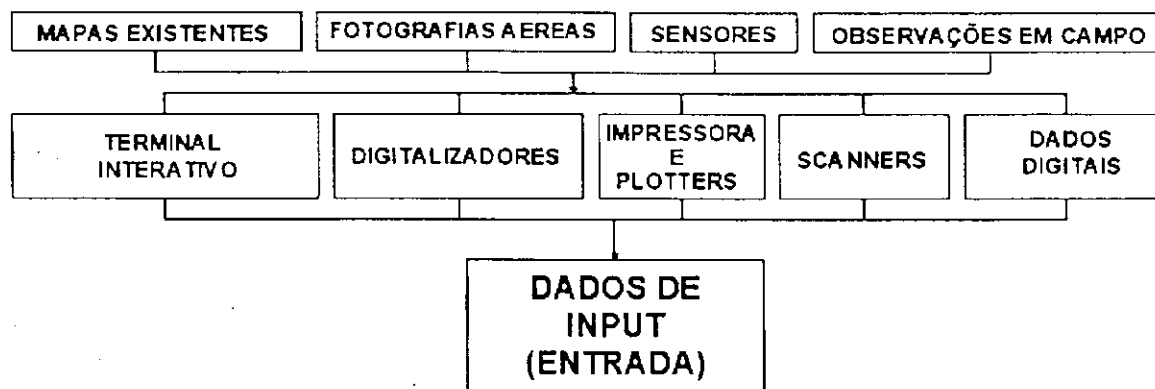 MAPAS EXISTENTES
FOTOGRAFIAS AEREAS
SENSORES
OBSERVAÇÕES EM CAMPO
TERMINAL
INTERATIVO
DIGITALIZADORES
IMPRESSORA
E
PLOTTERS
SCANNERS
DADOS
DIGITAIS
DADOS DE
INPUT
(ENTRADA)